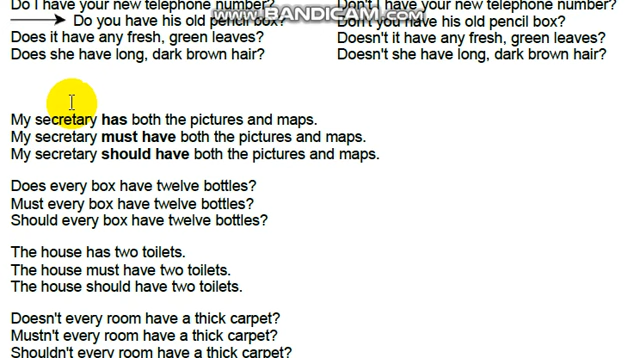 Do I have your new telephone number? Don't I have your new telephone number?
www.BANDICAM.com
Do you have his old pencil box? Don't you have his old pencil box?
Does it have any fresh, green leaves? Doesn't it have any fresh, green leaves?
Does she have long, dark brown hair? Doesn't she have long, dark brown hair?
My secretary has both the pictures and maps.
My secretary must have both the pictures and maps.
My secretary should have both the pictures and maps.
Does every box have twelve bottles?
Must every box have twelve bottles?
Should every box have twelve bottles?
The house has two toilets.
The house must have two toilets.
The house should have two toilets.
Doesn't every room have a thick carpet?
Mustn't every room have a thick carpet?
Shouldn't every room have a thick carpet?